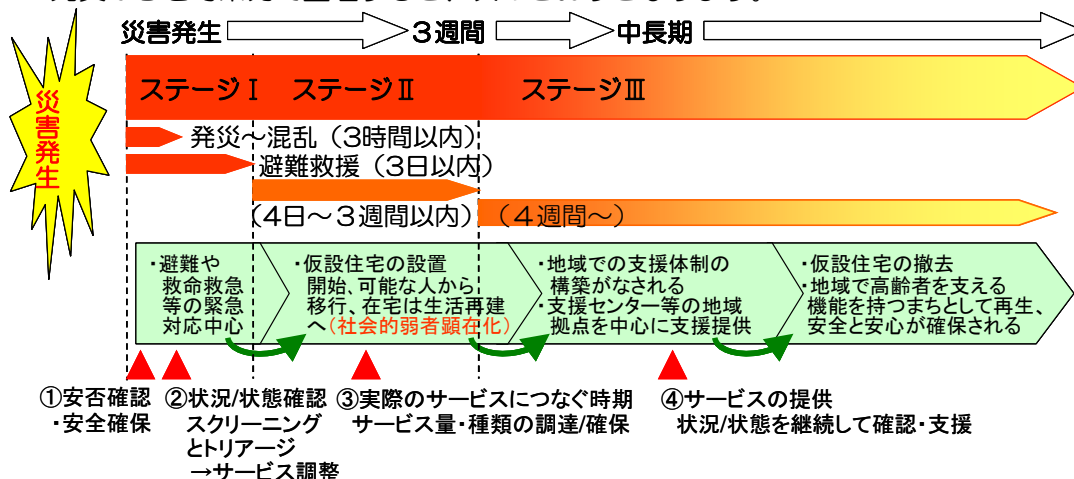 災害発生
3週間
中長期
災害発生
ステージⅠ
ステージⅡ
ステージⅢ
発災～混乱（3時間以内）
避難救援（3日以内）
（4日～3週間以内）
（4週間～）
・避難や
救命救急
等の緊急
対応中心
・仮設住宅の設置
開始、可能な人から
移行、在宅は生活再建
へ（社会的弱者顕在化）
・地域での支援体制の
構築がなされる
・支援センター等の地域
拠点を中心に支援提供
・仮設住宅の撤去
・地域で高齢者を支える
機能を持つまちとして再生、
安全と安心が確保される
①安否確認
・安全確保
②状況/状態確認
スクリーニング
とトリアージ
→サービス調整
③実際のサービスにつなぐ時期
サービス量・種類の調達/確保
④サービスの提供
状況/状態を継続して確認・支援